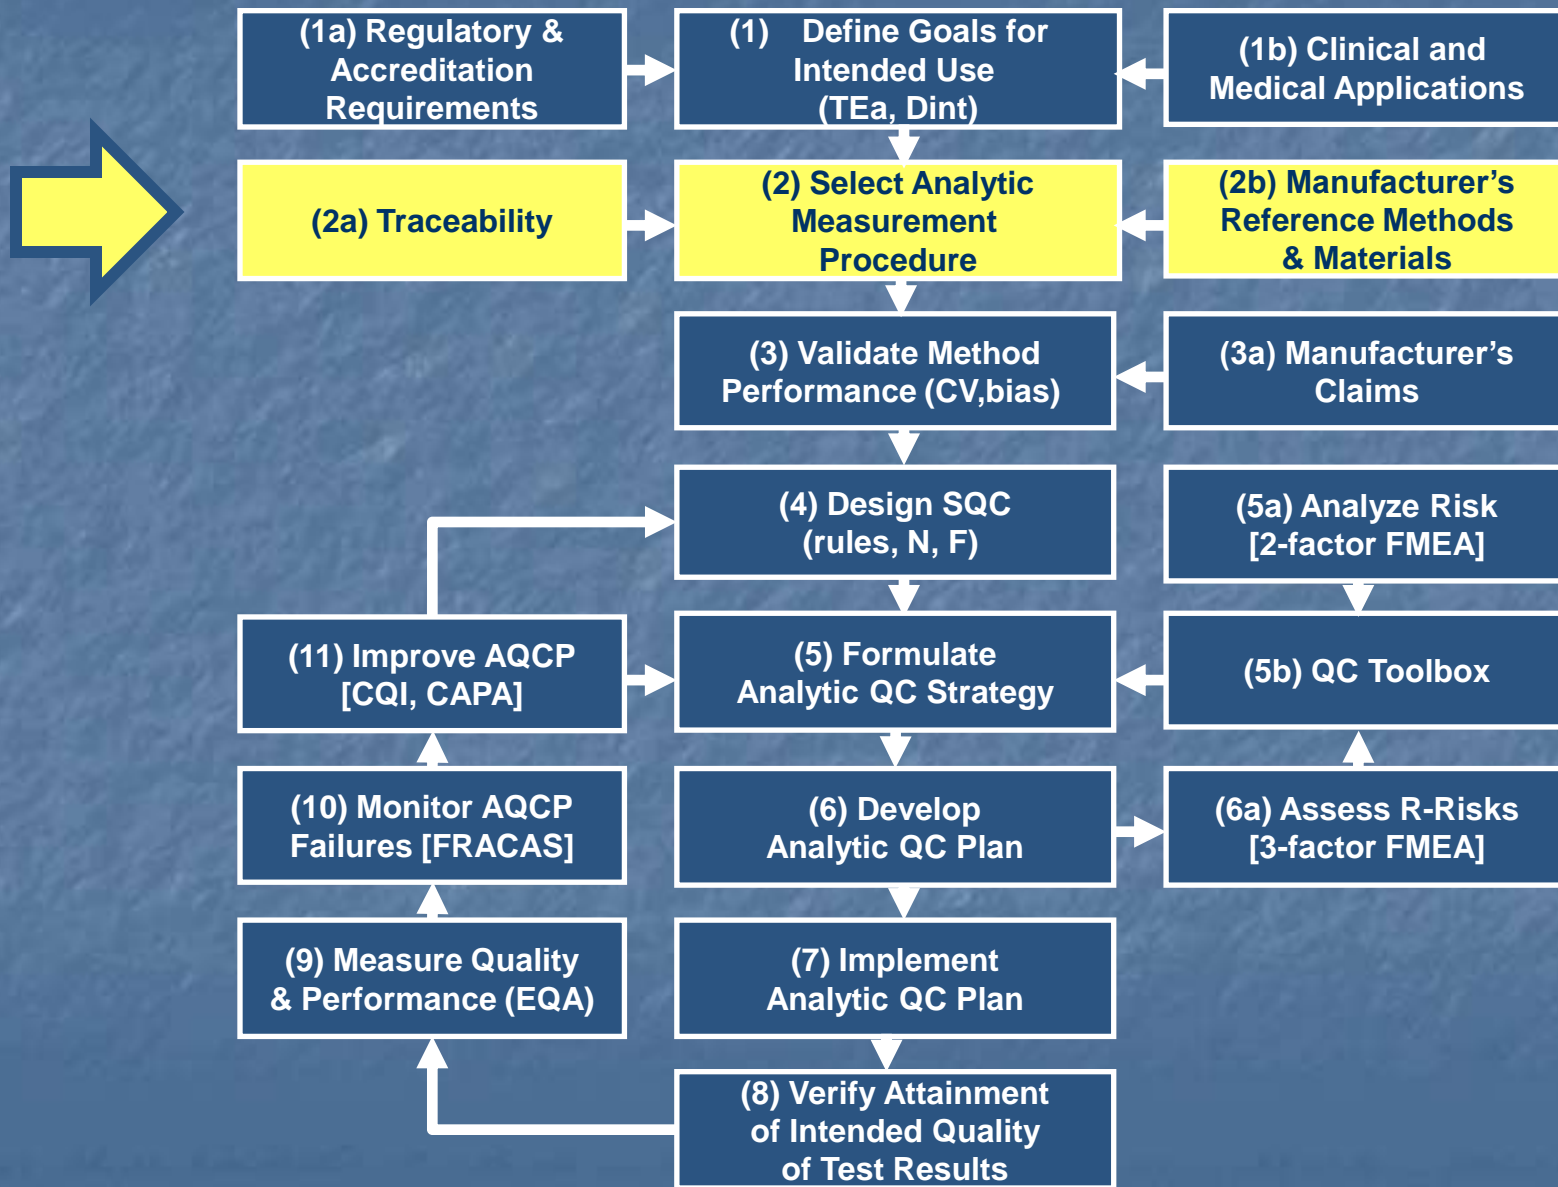 (1a) Regulatory &
Accreditation
Requirements
(1) Define Goals for
Intended Use
(TEa, Dint)
(1b) Clinical and
Medical Applications
(2a) Traceability
(2) Select Analytic
Measurement
Procedure
(2b) Manufacturer’s
Reference Methods
& Materials
(3) Validate Method
Performance (CV,bias)
(3a) Manufacturer’s
Claims
(4) Design SQC
(rules, N, F)
(5a) Analyze Risk
[2-factor FMEA]
(11) Improve AQCP
[CQI, CAPA]
(5) Formulate
Analytic QC Strategy
(5b) QC Toolbox
(10) Monitor AQCP
Failures [FRACAS]
(6) Develop
Analytic QC Plan
(6a) Assess R-Risks
[3-factor FMEA]
(9) Measure Quality
& Performance (EQA)
(7) Implement
Analytic QC Plan
(8) Verify Attainment
of Intended Quality
of Test Results